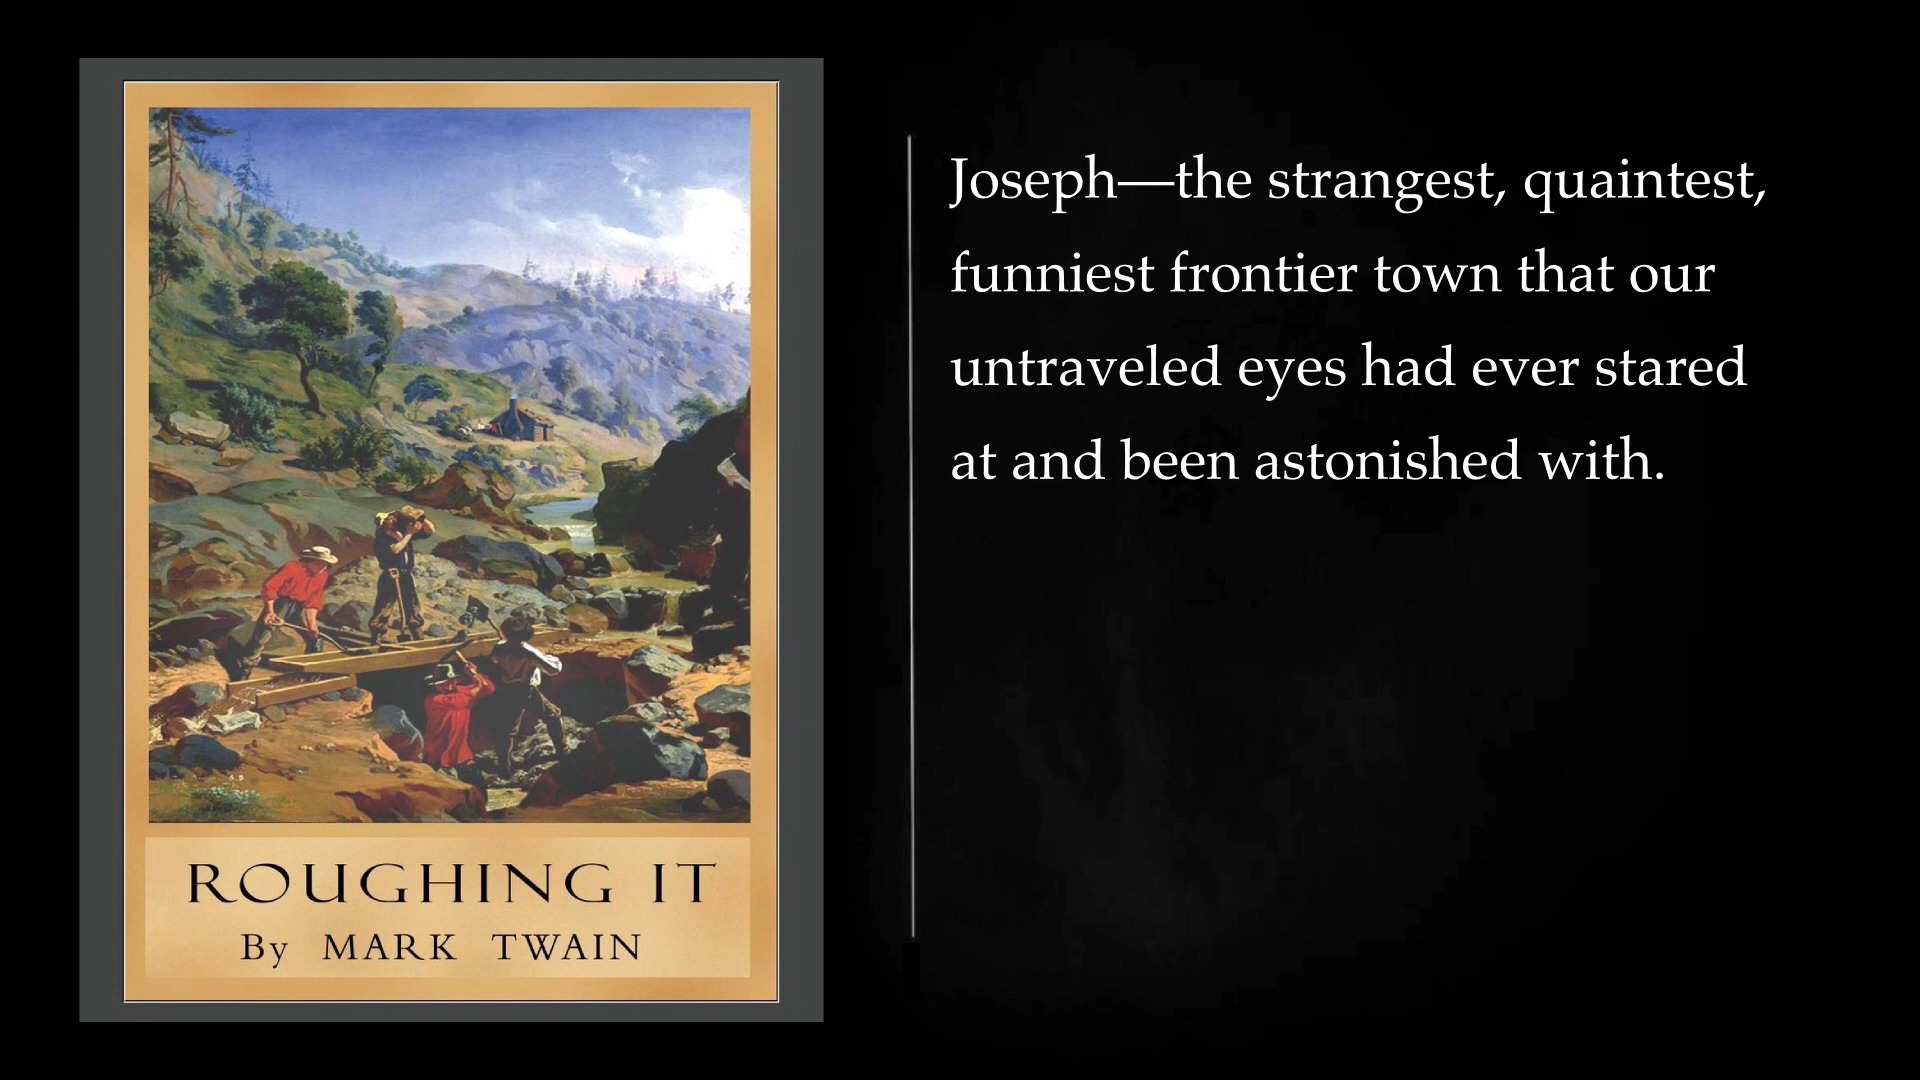 ROUGHING IT
By MARK TWAIN
Joseph—the strangest, quaintest,
funniest frontier town that our
untraveled eyes had ever stared
at and been astonished with.